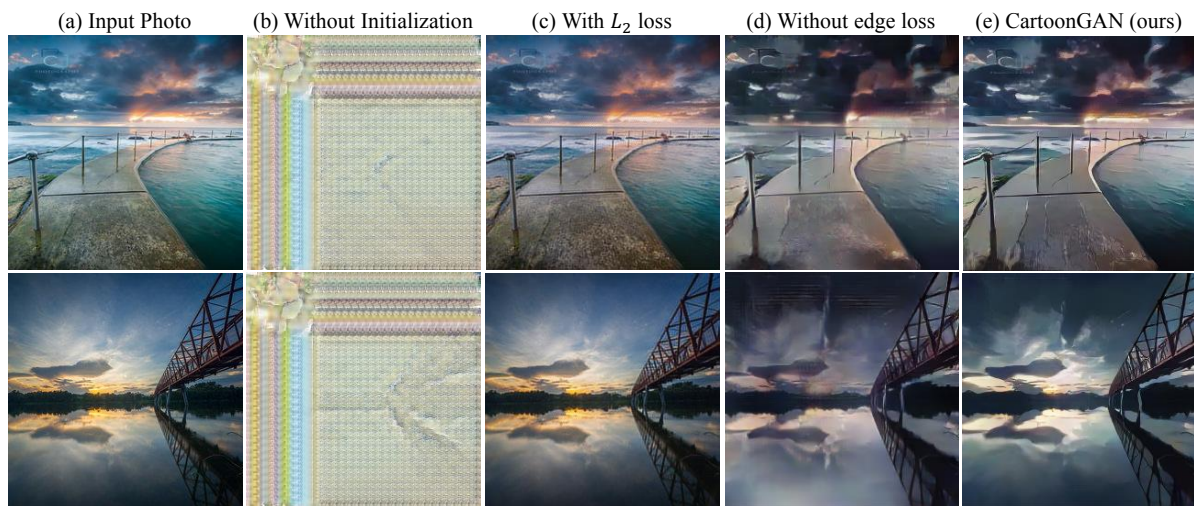 (a) Input Photo
(b) Without Initialization
(c) With L₂ loss
(d) Without edge loss
(e) CartoonGAN (ours)